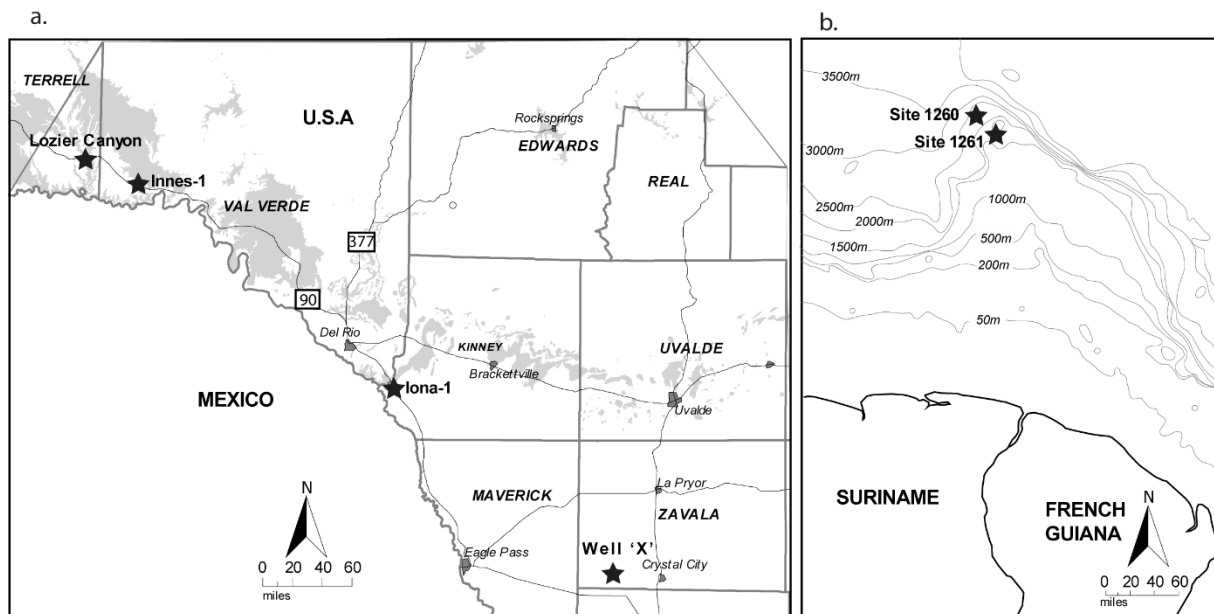 a.
TERRELL
U.S.A
Lozier Canyon
Innes-1
VAL VERDE
Rocksprings
EDWARDS
REAL
377
90
Del Rio
KINNEY
Brackettville
UVALDE
Uvalde
Iona-1
MEXICO
MAVERICK
La Pryor
ZAVALA
Eagle Pass
Well 'X'
Crystal City
N
0 20 40 60
miles
b.
3500m
Site 1260
Site 1261
3000m
2500m
2000m
1500m
1000m
500m
200m
50m
SURINAME
FRENCH
GUIANA
N
0 20 40 60
miles